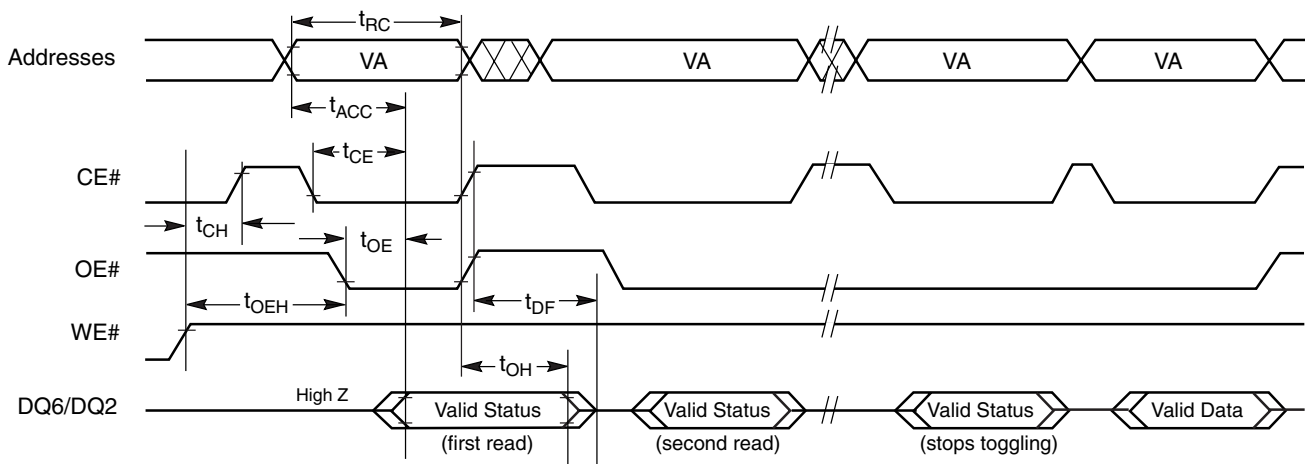 tRC
Addresses VA VA VA VA
tACC
tCE
CE#
tCH
tOE
OE#
tOEH
tDF
WE#
tOH
High Z
DQ6/DQ2 Valid Status Valid Status Valid Status Valid Data
(first read) (second read) (stops toggling)